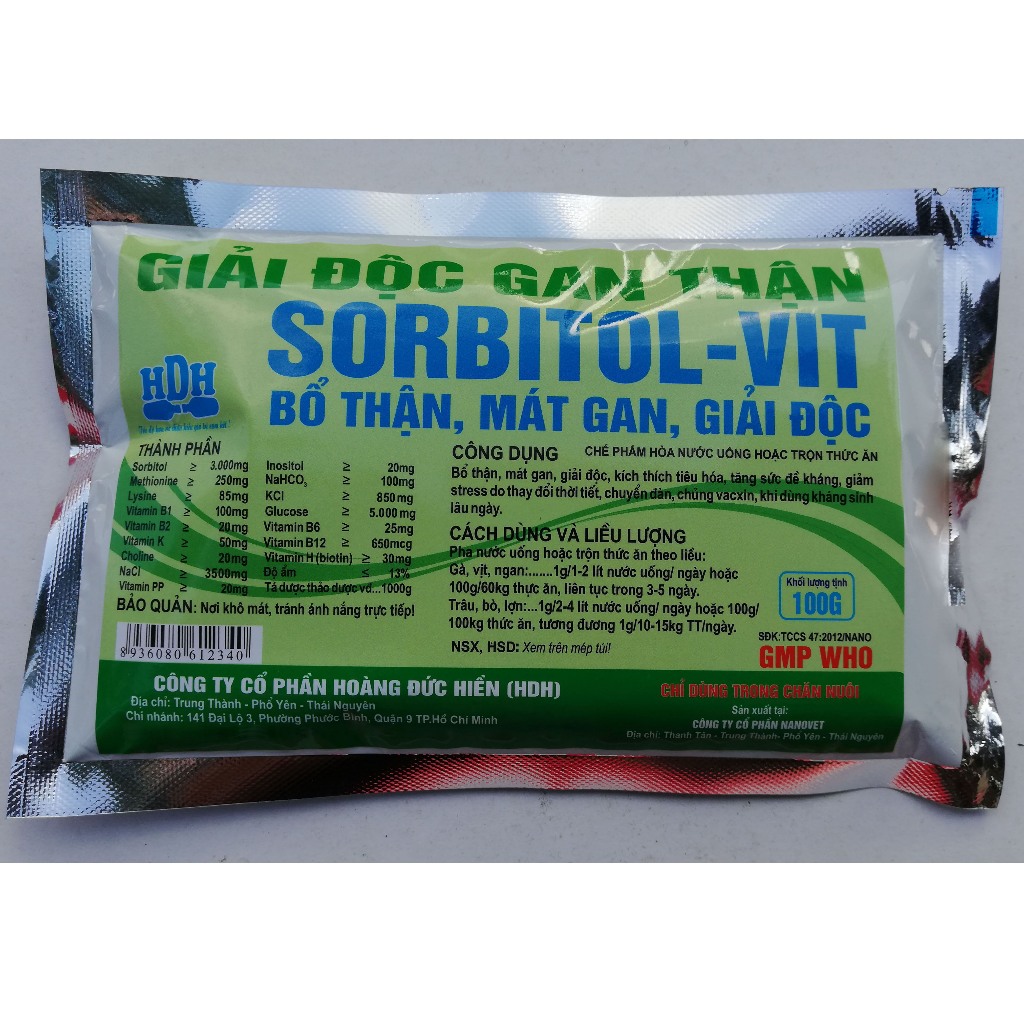 GIẢI ĐỘC GAN THẬN
SORBITOL-VIT
BỔ THẬN, MÁT GAN, GIẢI ĐỘC
HDH
THÀNH PHẦN
Sorbitol ≥ 3.000mg
Methionine ≥ 250mg
Lysine ≥ 85mg
Vitamin B1 ≥ 100mg
Vitamin B2 ≥ 20mg
Vitamin K ≥ 50mg
Choline ≥ 20mg
NaCl ≥ 3500mg
Vitamin PP ≥ 20mg
Inositol ≥ 20mg
NaHCO₃ ≥ 100mg
KCl ≥ 850mg
Glucose ≥ 5.000mg
Vitamin B6 ≥ 25mg
Vitamin B12 ≥ 650mcg
Vitamin H (biotin) ≥ 30mg
Độ ẩm ≤ 13%
Tá dược thảo dược vđ...1000g
BẢO QUẢN: Nơi khô mát, tránh ánh nắng trực tiếp!
8936080612340
CÔNG DỤNG
CHẾ PHẨM HÒA NƯỚC UỐNG HOẶC TRỘN THỨC ĂN
Bổ thận, mát gan, giải độc, kích thích tiêu hóa, tăng sức đề kháng, giảm
stress do thay đổi thời tiết, chuyển đàn, chủng vacxin, khi dùng kháng sinh
lâu ngày.
CÁCH DÙNG VÀ LIỀU LƯỢNG
Pha nước uống hoặc trộn thức ăn theo liều:
Gà, vịt, ngan:.......1g/1-2 lít nước uống/ ngày hoặc
100g/60kg thức ăn, liên tục trong 3-5 ngày.
Trâu, bò, lợn:...1g/2-4 lít nước uống/ ngày hoặc 100g/
100kg thức ăn, tương đương 1g/10-15kg TT/ngày.
NSX, HSD: Xem trên mép túi!
Khối lượng tịnh
100G
SĐK:TCCS 47:2012/NANO
GMP WHO
CÔNG TY CỔ PHẦN HOÀNG ĐỨC HIỀN (HDH)
Địa chỉ: Trung Thành - Phổ Yên - Thái Nguyên
Chi nhánh: 141 Đại Lộ 3, Phường Phước Bình, Quận 9 TP.Hồ Chí Minh
CHỈ DÙNG TRONG CHĂN NUÔI
Sản xuất tại:
CÔNG TY CỔ PHẦN NANOVET
Địa chỉ: Thanh Tân - Trung Thành- Phổ Yên - Thái Nguyên